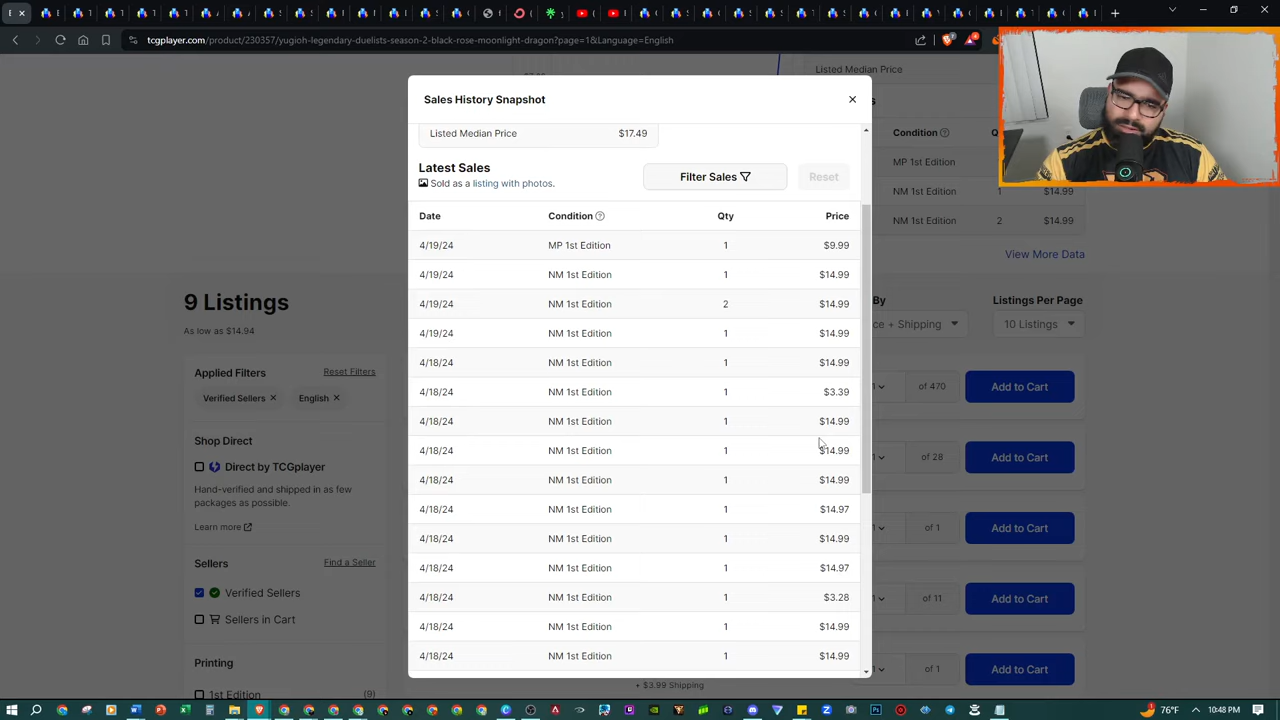 tcgplayer.com/product/230357/yugioh-legendary-duelists-season-2-black-rose-moonlight-dragon?page=1&Language=English
Listed Median Price
Sales History Snapshot
Condition
MP 1st Edition
NM 1st Edition 1 $14.99
NM 1st Edition 2 $14.99
View More Data
Listed Median Price $17.49
Latest Sales
Sold as a listing with photos.
Filter Sales
Reset
Date Condition Qty Price
4/19/24 MP 1st Edition 1 $9.99
4/19/24 NM 1st Edition 1 $14.99
4/19/24 NM 1st Edition 2 $14.99
4/19/24 NM 1st Edition 1 $14.99
4/18/24 NM 1st Edition 1 $14.99
4/18/24 NM 1st Edition 1 $3.39
4/18/24 NM 1st Edition 1 $14.99
4/18/24 NM 1st Edition 1 $14.99
4/18/24 NM 1st Edition 1 $14.99
4/18/24 NM 1st Edition 1 $14.97
4/18/24 NM 1st Edition 1 $14.99
4/18/24 NM 1st Edition 1 $14.97
4/18/24 NM 1st Edition 1 $3.28
4/18/24 NM 1st Edition 1 $14.99
4/18/24 NM 1st Edition 1 $14.99
9 Listings
As low as $14.94
Applied Filters Reset Filters
Verified Sellers English
Shop Direct
Direct by TCGplayer
Hand-verified and shipped in as few
packages as possible.
Learn more
Sellers Find a Seller
Verified Sellers
Sellers in Cart
Printing
1st Edition (9)
By Listings Per Page
+ Shipping 10 Listings
1 of 470 Add to Cart
1 of 28 Add to Cart
1 of 1 Add to Cart
1 of 11 Add to Cart
1 of 1 Add to Cart
+ $3.99 Shipping
76°F 10:48 PM